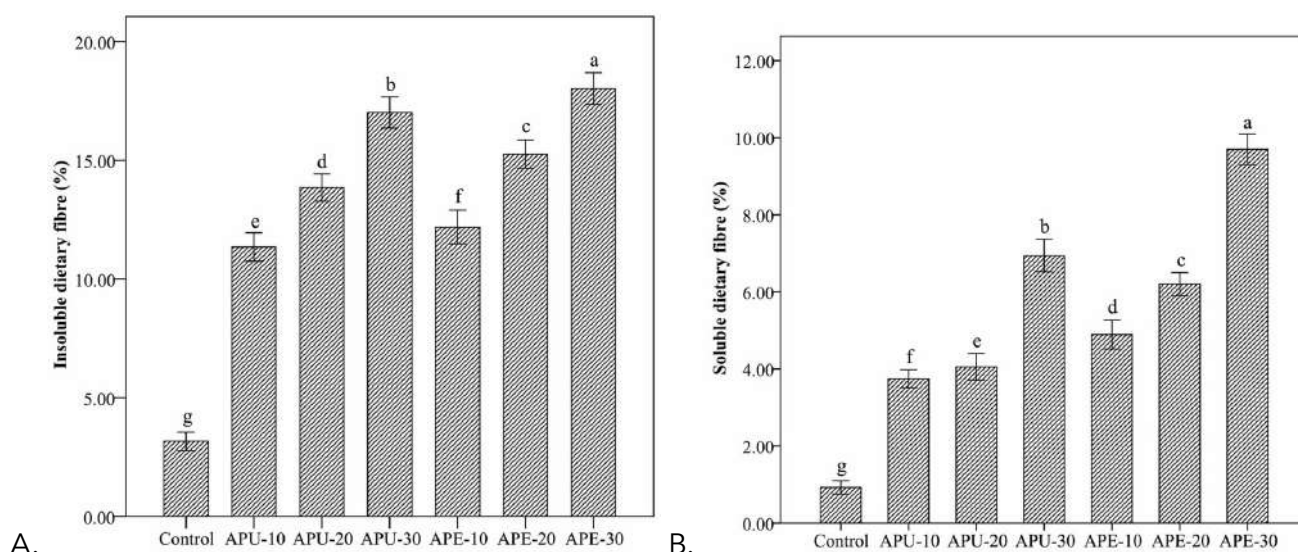 Insoluble dietary fibre (%)
20.00
15.00
10.00
5.00
0.00
g
e
d
b
f
c
a
Control APU-10 APU-20 APU-30 APE-10 APE-20 APE-30
A.
Soluble dietary fibre (%)
12.00
10.00
8.00
6.00
4.00
2.00
0.00
g
f
e
b
d
c
a
Control APU-10 APU-20 APU-30 APE-10 APE-20 APE-30
B.